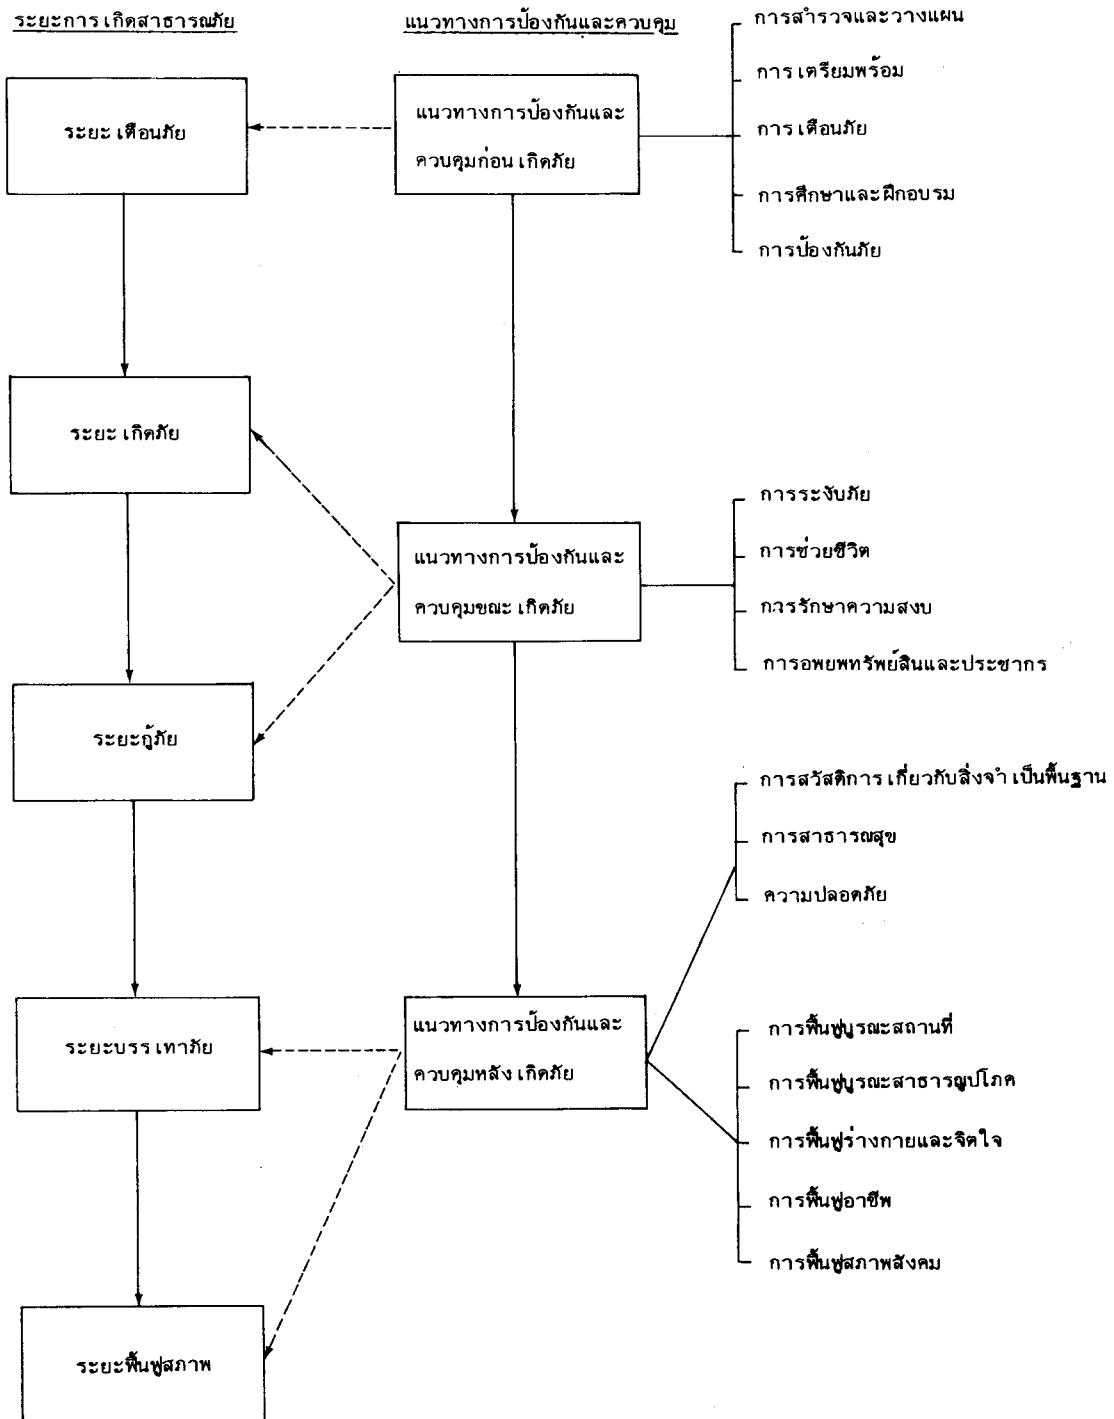 ระยะการเกิดสาธารณภัย
แนวทางการป้องกันและควบคุม
การสำรวจและวางแผน
การเตรียมพร้อม
การเตือนภัย
การศึกษาและฝึกอบรม
การป้องกันภัย
ระยะเตือนภัย
แนวทางการป้องกันและ
ควบคุมก่อนเกิดภัย
ระยะเกิดภัย
แนวทางการป้องกันและ
ควบคุมขณะเกิดภัย
การระงับภัย
การช่วยชีวิต
การรักษาความสงบ
การอพยพทรัพย์สินและประชากร
ระยะกู้ภัย
การสวัสดิการเกี่ยวกับสิ่งจำเป็นพื้นฐาน
การสาธารณสุข
ความปลอดภัย
ระยะบรรเทาภัย
แนวทางการป้องกันและ
ควบคุมหลังเกิดภัย
การฟื้นฟูบูรณะสถานที่
การฟื้นฟูบูรณะสาธารณูปโภค
การฟื้นฟูร่างกายและจิตใจ
การฟื้นฟูอาชีพ
การฟื้นฟูสภาพสังคม
ระยะฟื้นฟูสภาพ